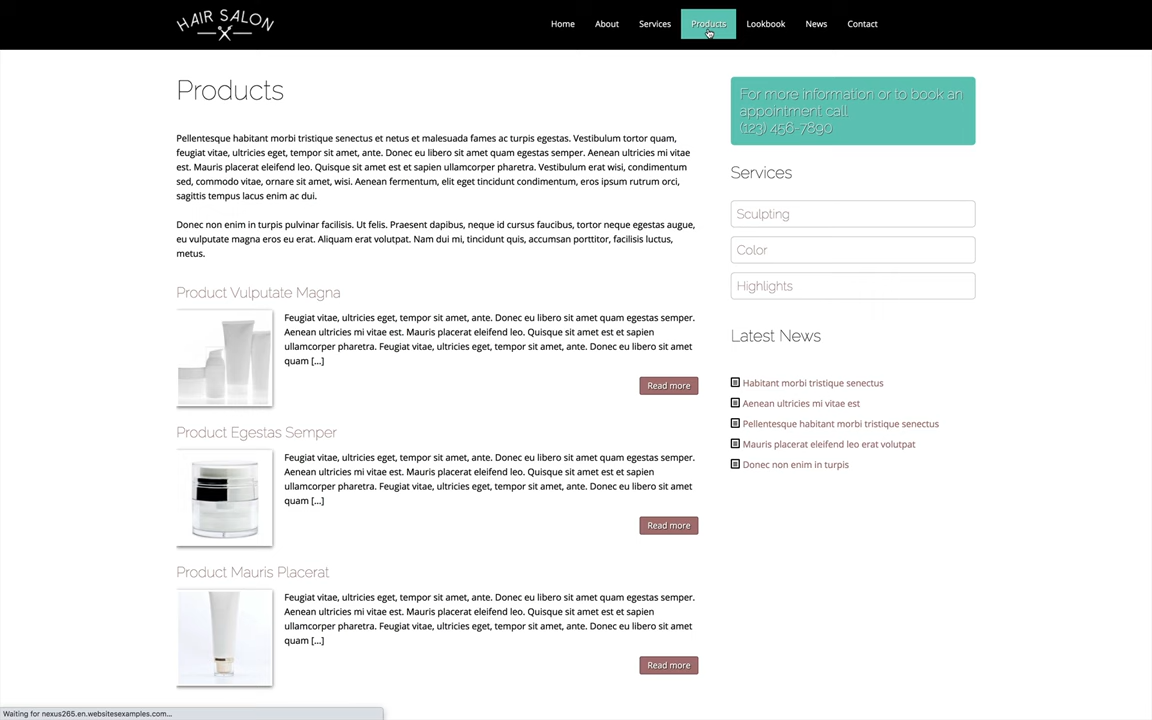 HAIR SALON
Home About Services Products Lookbook News Contact
Products
Pellentesque habitant morbi tristique senectus et netus et malesuada fames ac turpis egestas. Vestibulum tortor quam,
feugiat vitae, ultricies eget, tempor sit amet, ante. Donec eu libero sit amet quam egestas semper. Aenean ultricies mi vitae
est. Mauris placerat eleifend leo. Quisque sit amet est et sapien ullamcorper pharetra. Vestibulum erat wisi, condimentum
sed, commodo vitae, ornare sit amet, wisi. Aenean fermentum, elit eget tincidunt condimentum, eros ipsum rutrum orci,
sagittis tempus lacus enim ac dui.
Donec non enim in turpis pulvinar facilisis. Ut felis. Praesent dapibus, neque id cursus faucibus, tortor neque egestas augue,
eu vulputate magna eros eu erat. Aliquam erat volutpat. Nam dui mi, tincidunt quis, accumsan porttitor, facilisis luctus,
metus.
Product Vulputate Magna
Feugiat vitae, ultricies eget, tempor sit amet, ante. Donec eu libero sit amet quam egestas semper.
Aenean ultricies mi vitae est. Mauris placerat eleifend leo. Quisque sit amet est et sapien
ullamcorper pharetra. Feugiat vitae, ultricies eget, tempor sit amet, ante. Donec eu libero sit amet
quam [...]
Read more
Product Egestas Semper
Feugiat vitae, ultricies eget, tempor sit amet, ante. Donec eu libero sit amet quam egestas semper.
Aenean ultricies mi vitae est. Mauris placerat eleifend leo. Quisque sit amet est et sapien
ullamcorper pharetra. Feugiat vitae, ultricies eget, tempor sit amet, ante. Donec eu libero sit amet
quam [...]
Read more
Product Mauris Placerat
Feugiat vitae, ultricies eget, tempor sit amet, ante. Donec eu libero sit amet quam egestas semper.
Aenean ultricies mi vitae est. Mauris placerat eleifend leo. Quisque sit amet est et sapien
ullamcorper pharetra. Feugiat vitae, ultricies eget, tempor sit amet, ante. Donec eu libero sit amet
quam [...]
Read more
For more information or to book an
appointment call
(123) 456-7890
Services
Sculpting
Color
Highlights
Latest News
Habitant morbi tristique senectus
Aenean ultricies mi vitae est
Pellentesque habitant morbi tristique senectus
Mauris placerat eleifend leo erat volutpat
Donec non enim in turpis
Waiting for nexus265.en.websitesexamples.com...